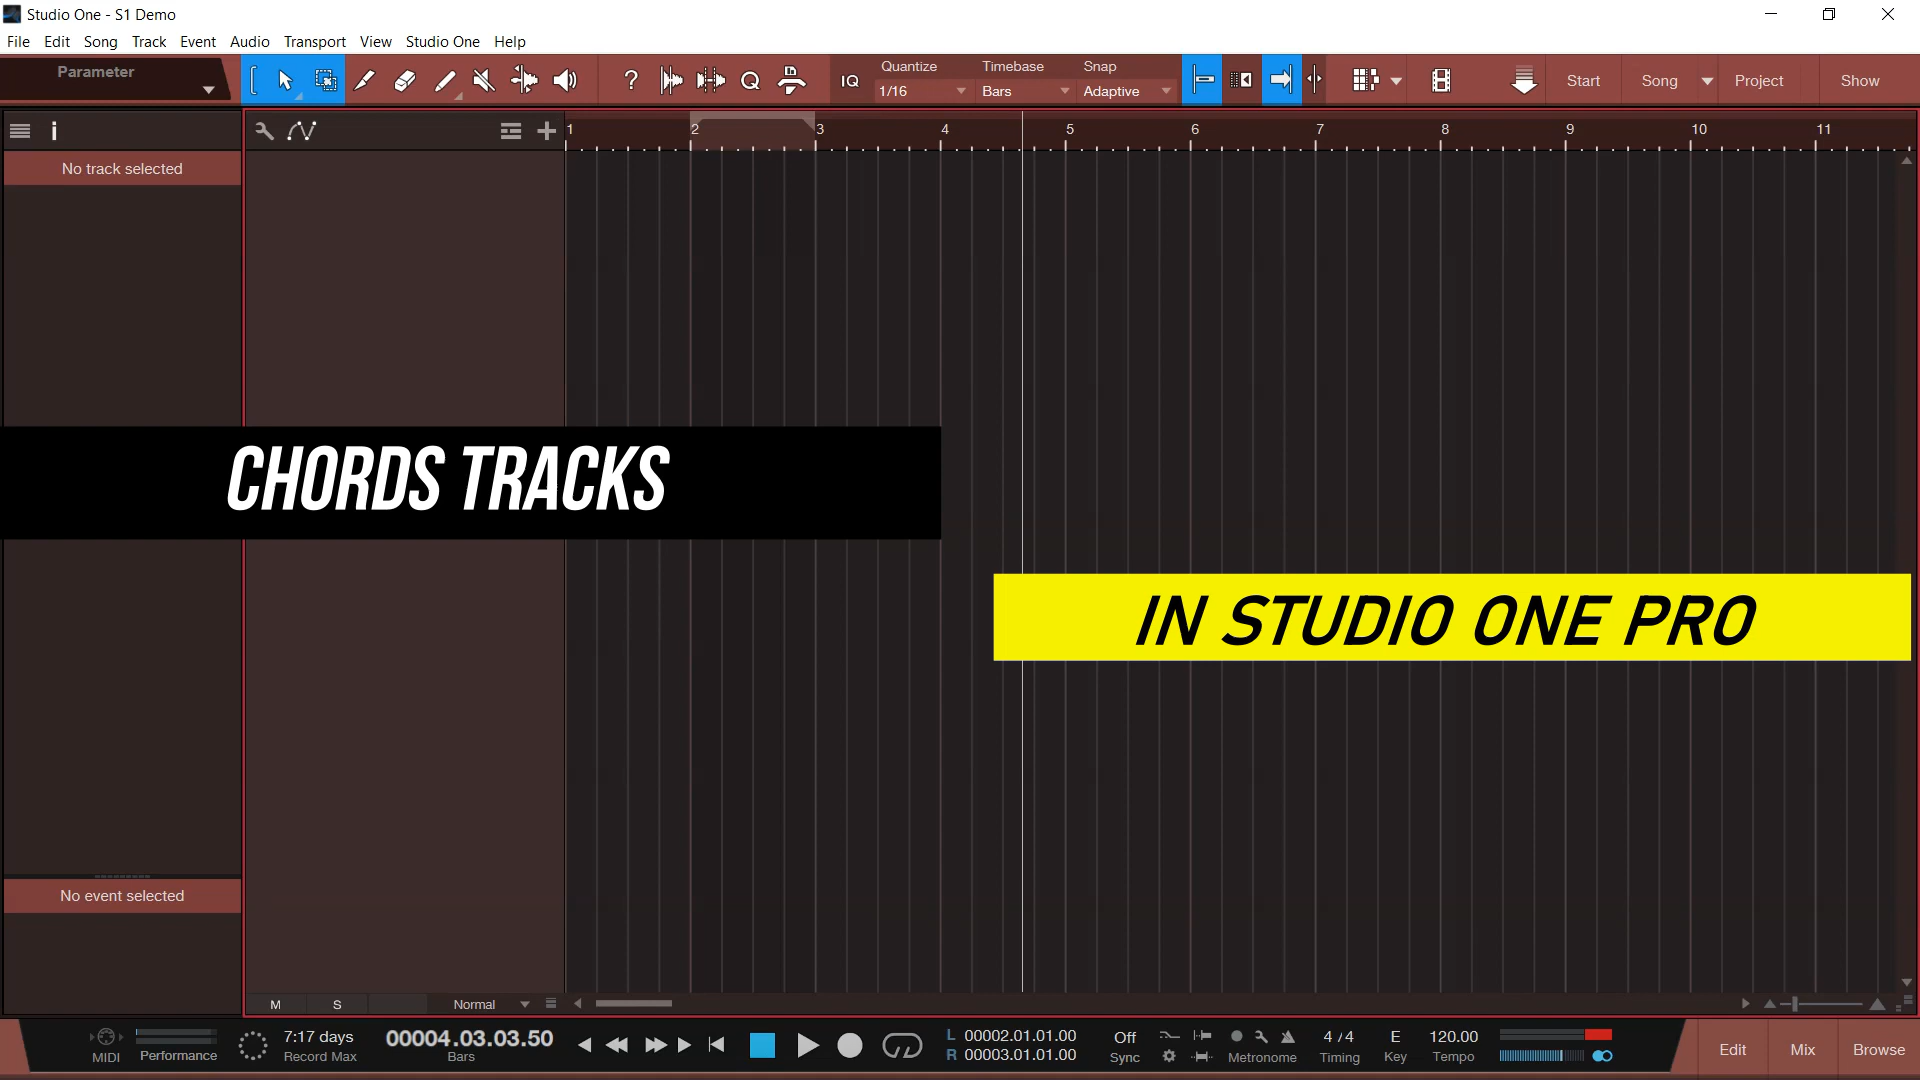 Studio One - S1 Demo
File Edit Song Track Event Audio Transport View Studio One Help
Parameter
? Q IQ
Quantize Timebase Snap
1/16 Bars Adaptive
Start Song Project Show
i
1 2 3 4 5 6 7 8 9 10 11
No track selected
CHORDS TRACKS
IN STUDIO ONE PRO
No event selected
M S Normal
MIDI
Performance
7:17 days
Record Max
00004.03.03.50
Bars
L 00002.01.01.00
R 00003.01.01.00
Off
Sync
Metronome
4 / 4
Timing
E
Key
120.00
Tempo
Edit Mix Browse